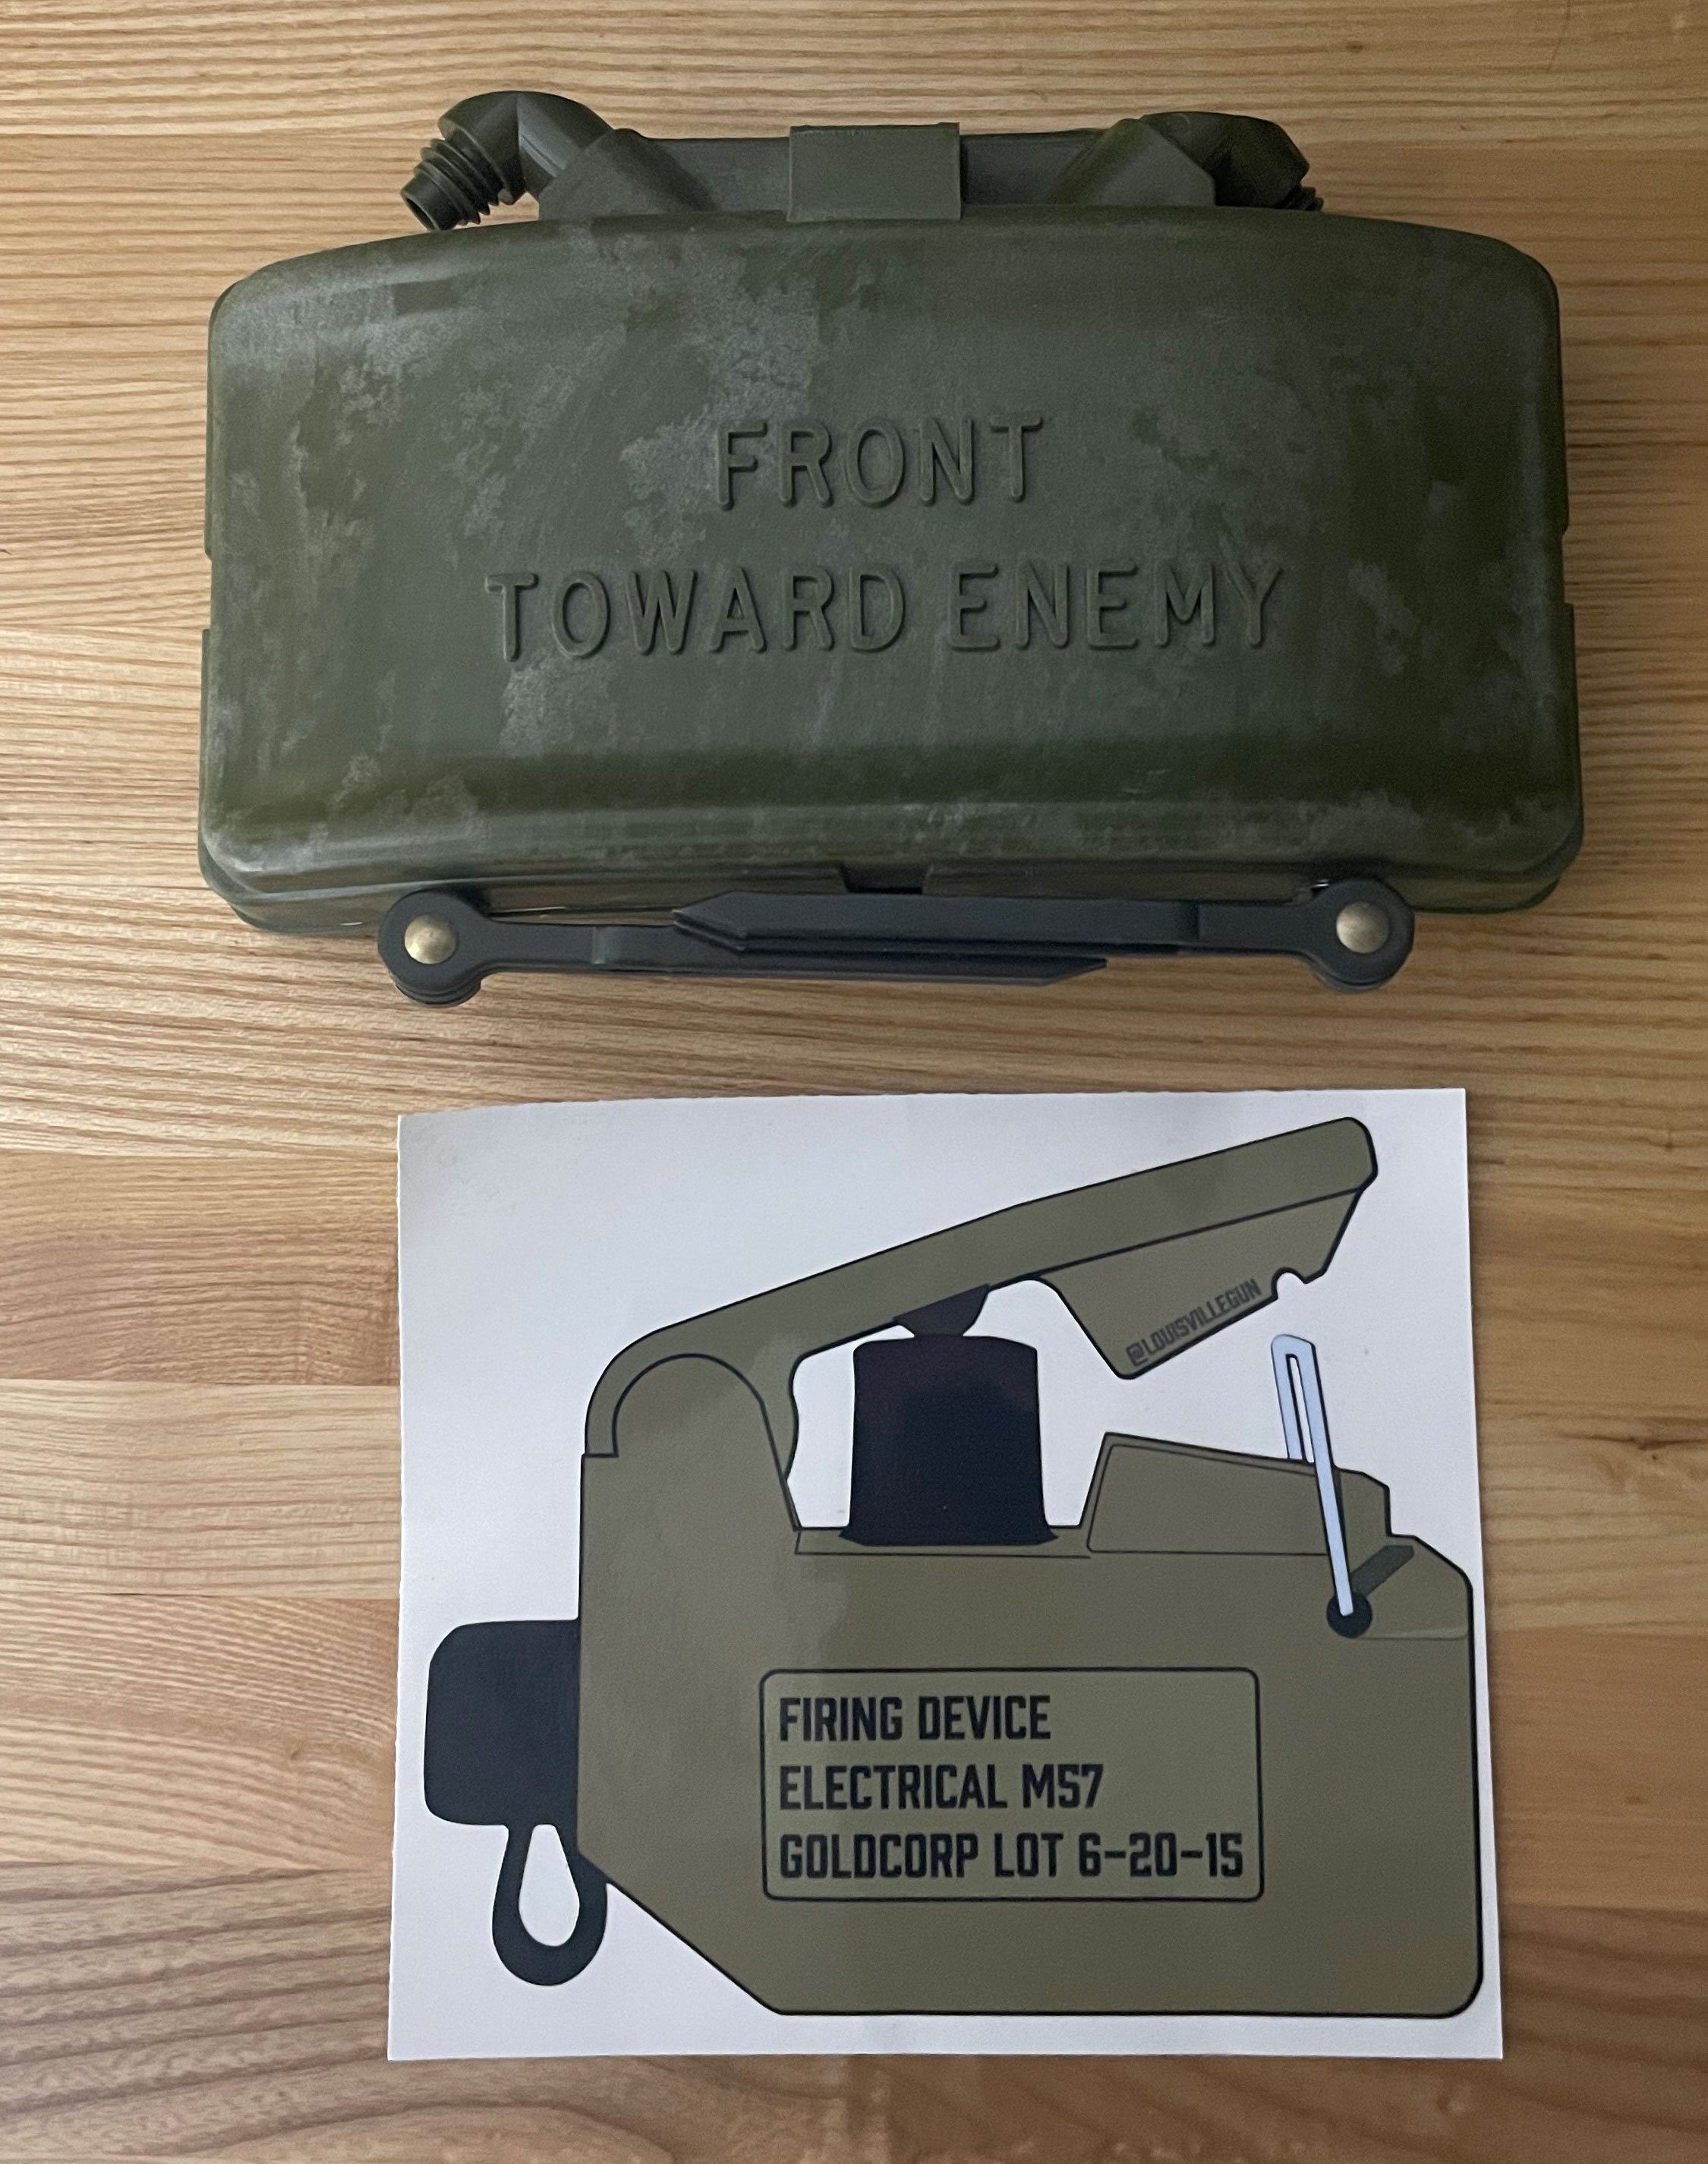 FRONT
TOWARD ENEMY
@LOUISVILLEGUN
FIRING DEVICE
ELECTRICAL M57
GOLDCORP LOT 6-20-15